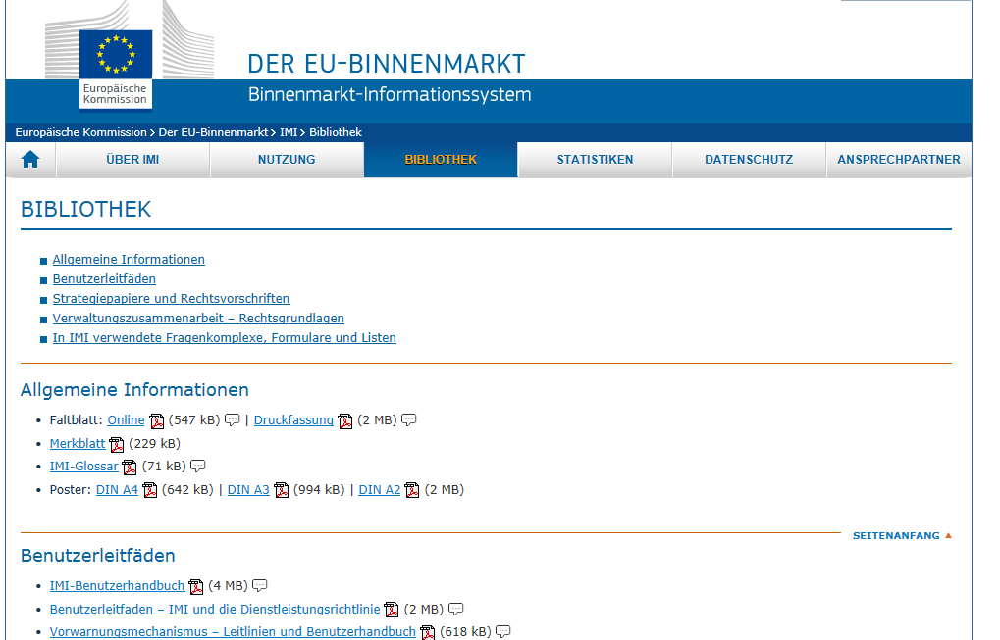 DER EU-BINNENMARKT
Europäische
Kommission
Binnenmarkt-Informationssystem
Europäische Kommission > Der EU-Binnenmarkt > IMI > Bibliothek
ÜBER IMI NUTZUNG BIBLIOTHEK STATISTIKEN DATENSCHUTZ ANSPRECHPARTNER
BIBLIOTHEK
Allgemeine Informationen
Benutzerleitfäden
Strategiepapiere und Rechtsvorschriften
Verwaltungszusammenarbeit – Rechtsgrundlagen
In IMI verwendete Fragenkomplexe, Formulare und Listen
Allgemeine Informationen
• Faltblatt: Online (547 kB) | Druckfassung (2 MB)
• Merkblatt (229 kB)
• IMI-Glossar (71 kB)
• Poster: DIN A4 (642 kB) | DIN A3 (994 kB) | DIN A2 (2 MB)
SEITENANFANG
Benutzerleitfäden
• IMI-Benutzerhandbuch (4 MB)
• Benutzerleitfaden – IMI und die Dienstleistungsrichtlinie (2 MB)
• Vorwarnungsmechanismus – Leitlinien und Benutzerhandbuch (618 kB)